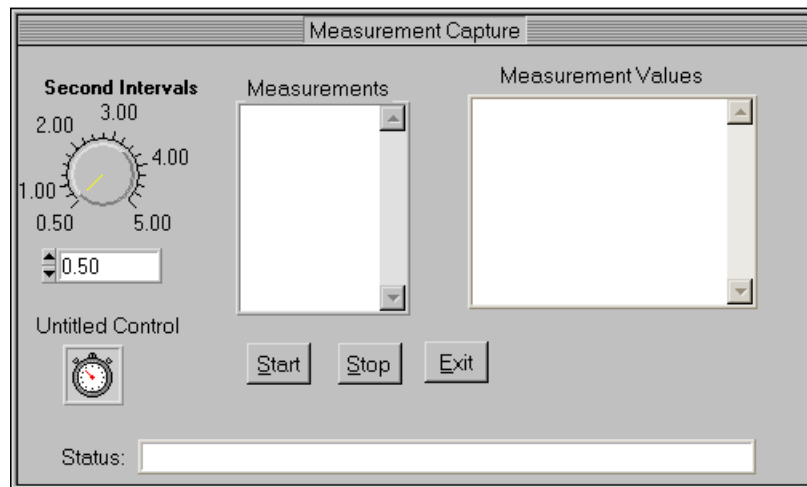 Measurement Capture
Second Intervals
3.00
2.00
4.00
1.00
0.50
5.00
0.50
Measurements
Measurement Values
Untitled Control
Start
Stop
Exit
Status: